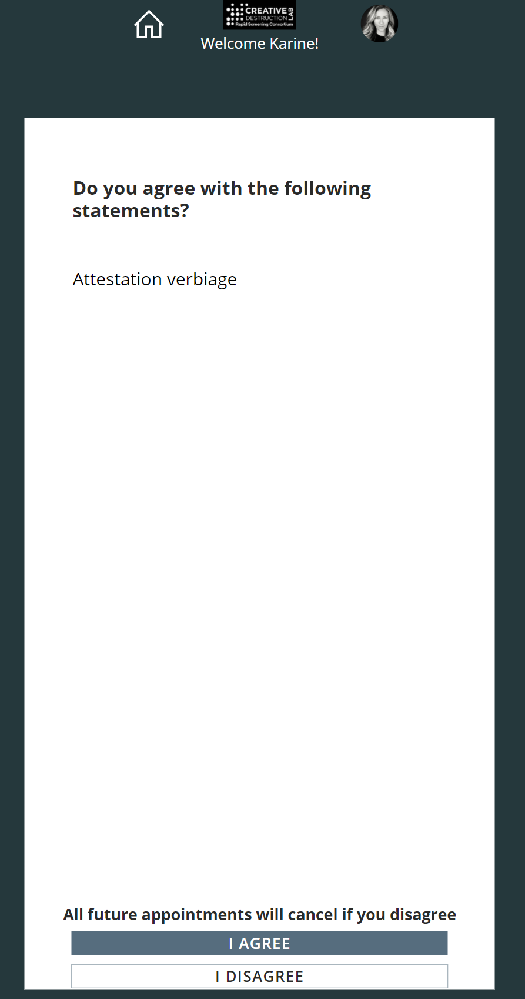 CREATIVE
DESTRUCTION
LAB
Rapid Screening Consortium
Welcome Karine!
Do you agree with the following
statements?
Attestation verbiage
All future appointments will cancel if you disagree
I AGREE
I DISAGREE